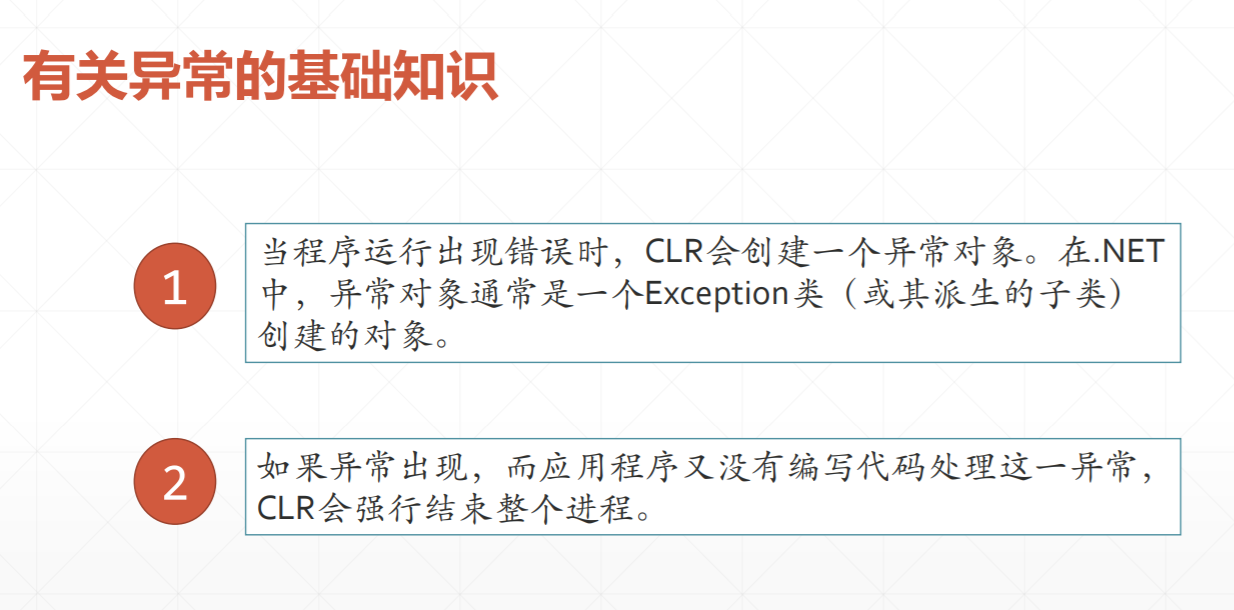 有关异常的基础知识
1
当程序运行出现错误时，CLR会创建一个异常对象。在.NET
中，异常对象通常是一个Exception类（或其派生的子类）
创建的对象。
2
如果异常出现，而应用程序又没有编写代码处理这一异常，
CLR会强行结束整个进程。